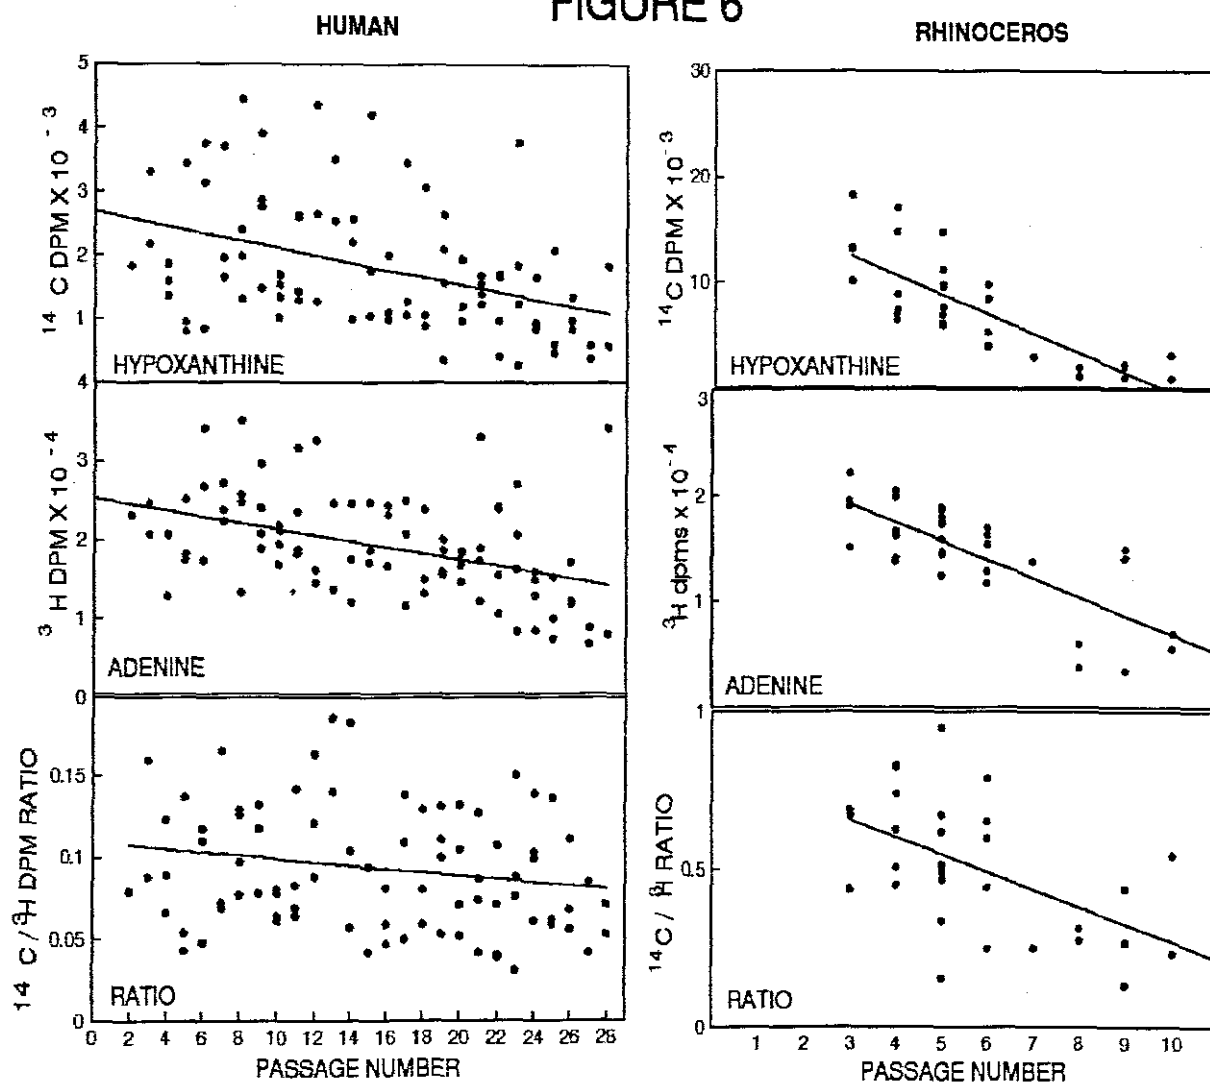 FIGURE 6
HUMAN
5
4
3
2
1
4
14 C DPM X 10 - 3
HYPOXANTHINE
3
2
1
0
3 H DPM X 10 - 4
ADENINE
0.15
0.1
0.05
0
14 C / 3H DPM RATIO
RATIO
0 2 4 6 8 10 12 14 16 18 20 22 24 26 28
PASSAGE NUMBER
RHINOCEROS
30
20
10
14C DPM X 10-3
HYPOXANTHINE
3
2
1
3H dpms x 10-4
ADENINE
1
0.5
0
14C / 3H RATIO
RATIO
1 2 3 4 5 6 7 8 9 10
PASSAGE NUMBER